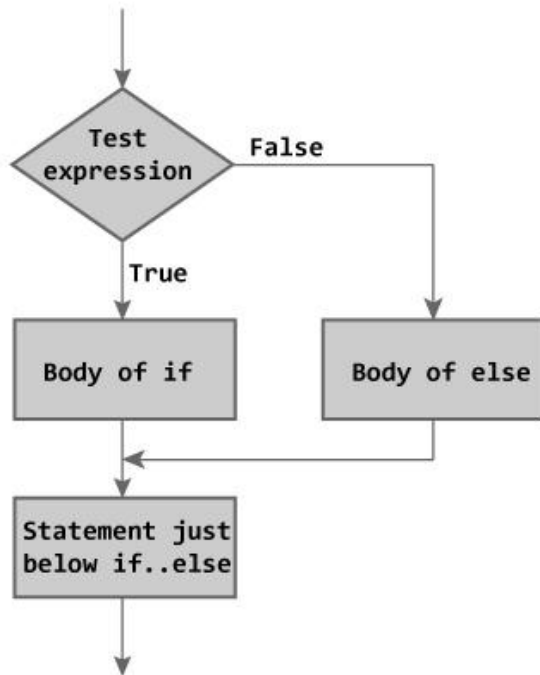 Test
expression
False
True
Body of if
Body of else
Statement just
below if..else